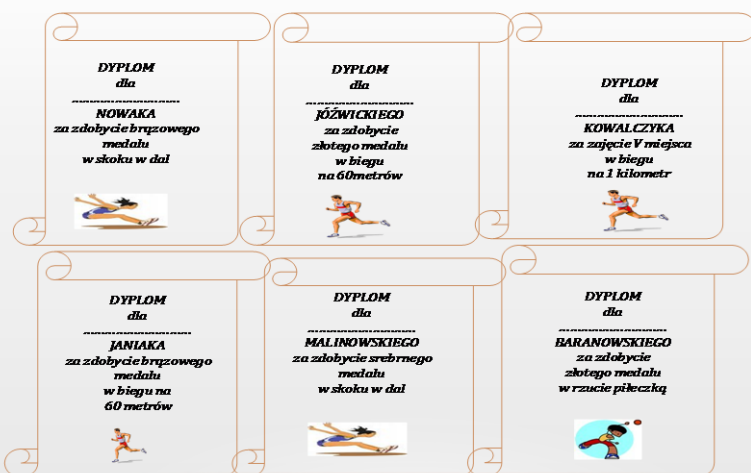 DYPLOM
dla
..............................
NOWAKA
za zdobycie brązowego
medalu
w skoku w dal
DYPLOM
dla
..............................
JÓŹWICKIEGO
za zdobycie
złotego medalu
w biegu
na 60metrów
DYPLOM
dla
..............................
KOWALCZYKA
za zajęcie V miejsca
w biegu
na 1 kilometr
DYPLOM
dla
..............................
JANIAKA
za zdobycie brązowego
medalu
w biegu na
60 metrów
DYPLOM
dla
..............................
MALINOWSKIEGO
za zdobycie srebrnego
medalu
w skoku w dal
DYPLOM
dla
..............................
BARANOWSKIEGO
za zdobycie
złotego medalu
w rzucie piłeczką